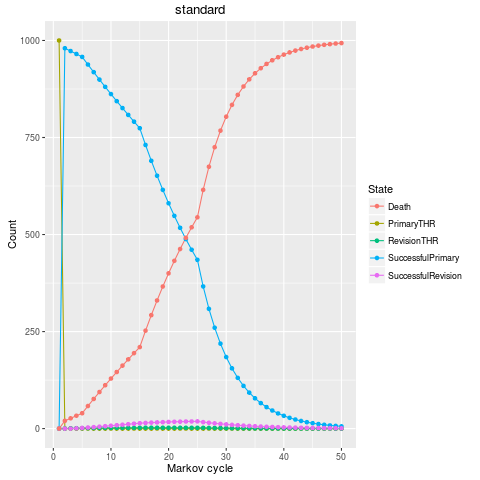 standard
1000
750
500
250
0
Count
0 10 20 30 40 50
Markov cycle
State
Death
PrimaryTHR
RevisionTHR
SuccessfulPrimary
SuccessfulRevision